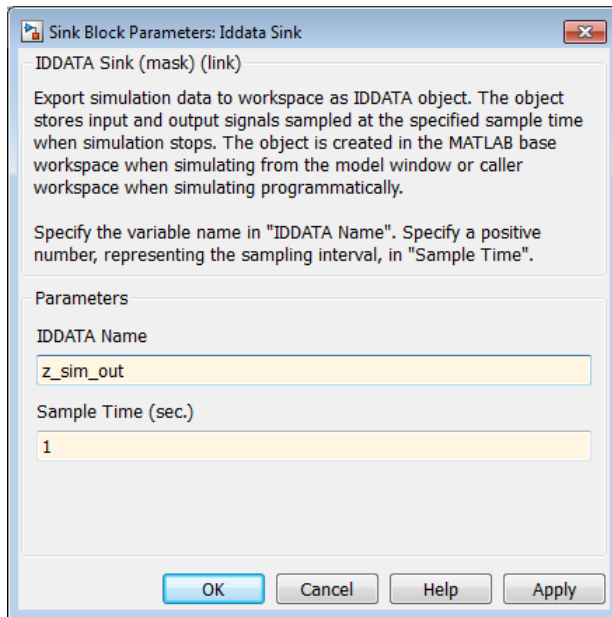 Sink Block Parameters: Iddata Sink
IDDATA Sink (mask) (link)
Export simulation data to workspace as IDDATA object. The object
stores input and output signals sampled at the specified sample time
when simulation stops. The object is created in the MATLAB base
workspace when simulating from the model window or caller
workspace when simulating programmatically.
Specify the variable name in "IDDATA Name". Specify a positive
number, representing the sampling interval, in "Sample Time".
Parameters
IDDATA Name
z_sim_out
Sample Time (sec.)
1
OK Cancel Help Apply